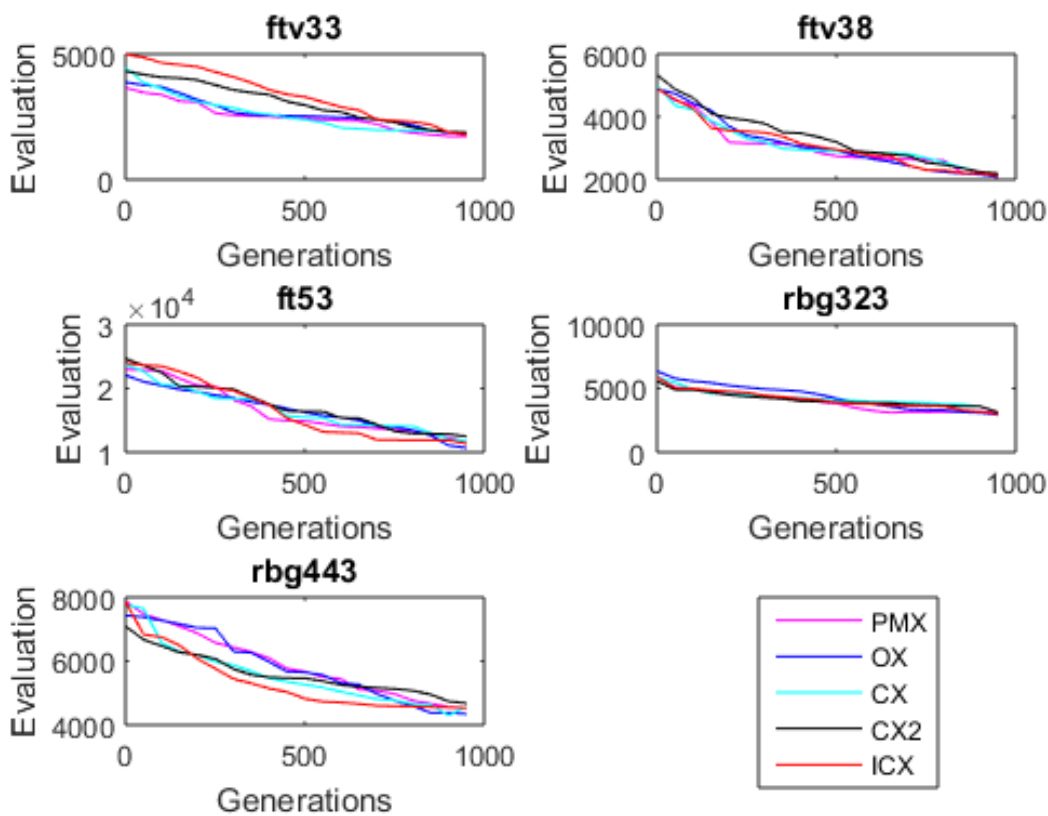 ftv33
Evaluation
5000
0
0
500
1000
Generations
ftv38
Evaluation
6000
4000
2000
0
500
1000
Generations
ft53
× 10^4
Evaluation
3
2
1
0
500
1000
Generations
rbg323
Evaluation
10000
5000
0
0
500
1000
Generations
rbg443
Evaluation
8000
6000
4000
0
500
1000
Generations
PMX
OX
CX
CX2
ICX